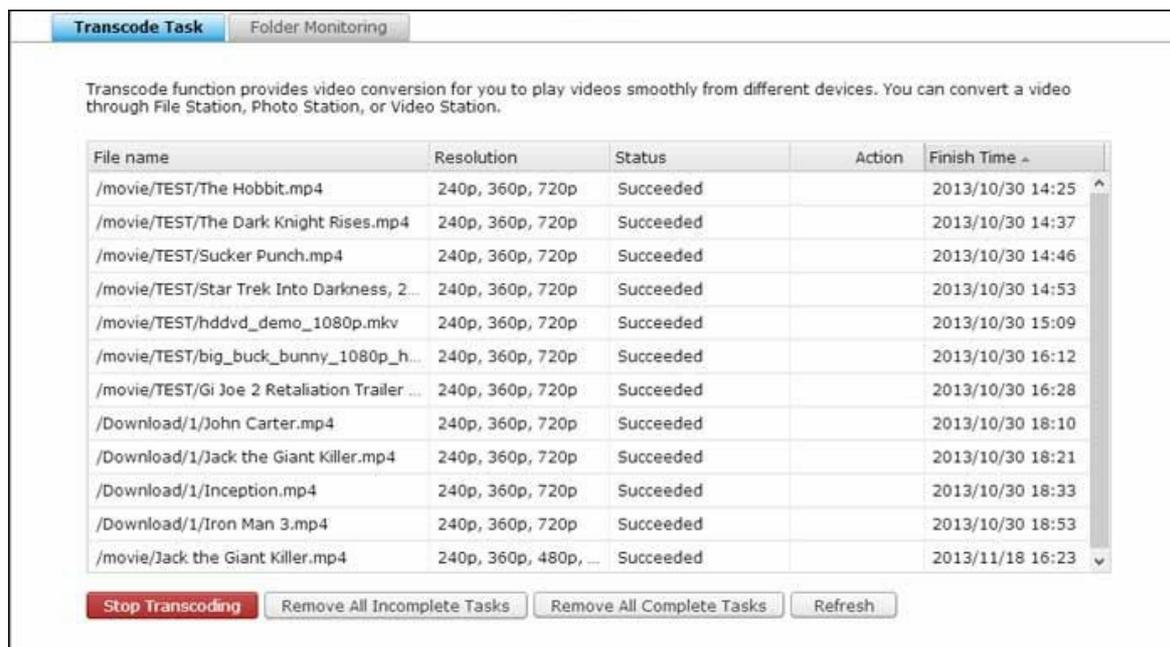 Transcode Task Folder Monitoring
Transcode function provides video conversion for you to play videos smoothly from different devices. You can convert a video
through File Station, Photo Station, or Video Station.
File name Resolution Status Action Finish Time
/movie/TEST/The Hobbit.mp4 240p, 360p, 720p Succeeded 2013/10/30 14:25
/movie/TEST/The Dark Knight Rises.mp4 240p, 360p, 720p Succeeded 2013/10/30 14:37
/movie/TEST/Sucker Punch.mp4 240p, 360p, 720p Succeeded 2013/10/30 14:46
/movie/TEST/Star Trek Into Darkness, 2... 240p, 360p, 720p Succeeded 2013/10/30 14:53
/movie/TEST/hddvd_demo_1080p.mkv 240p, 360p, 720p Succeeded 2013/10/30 15:09
/movie/TEST/big_buck_bunny_1080p_h... 240p, 360p, 720p Succeeded 2013/10/30 16:12
/movie/TEST/Gi Joe 2 Retaliation Trailer ... 240p, 360p, 720p Succeeded 2013/10/30 16:28
/Download/1/John Carter.mp4 240p, 360p, 720p Succeeded 2013/10/30 18:10
/Download/1/Jack the Giant Killer.mp4 240p, 360p, 720p Succeeded 2013/10/30 18:21
/Download/1/Inception.mp4 240p, 360p, 720p Succeeded 2013/10/30 18:33
/Download/1/Iron Man 3.mp4 240p, 360p, 720p Succeeded 2013/10/30 18:53
/movie/Jack the Giant Killer.mp4 240p, 360p, 480p, ... Succeeded 2013/11/18 16:23
Stop Transcoding Remove All Incomplete Tasks Remove All Complete Tasks Refresh